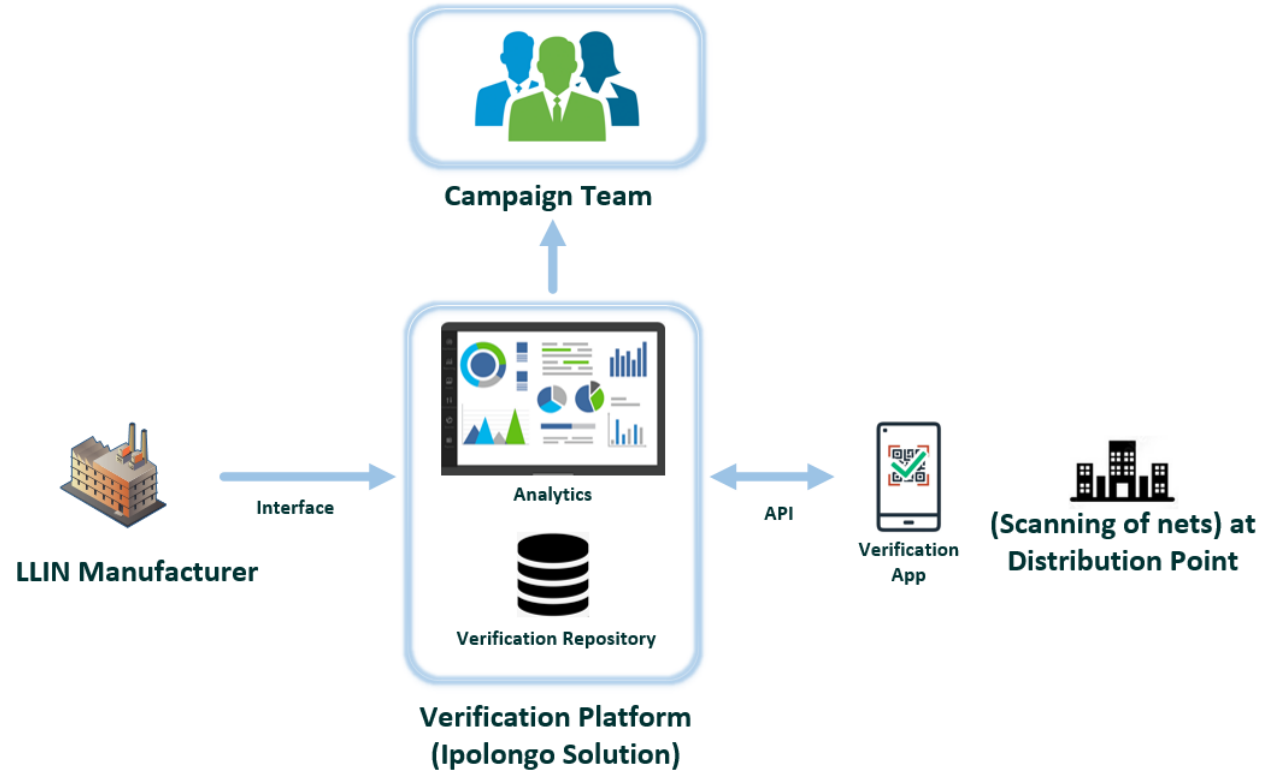 Campaign Team
Analytics
Interface
API
Verification
App
(Scanning of nets) at
Distribution Point
LLIN Manufacturer
Verification Repository
Verification Platform
(Ipolongo Solution)